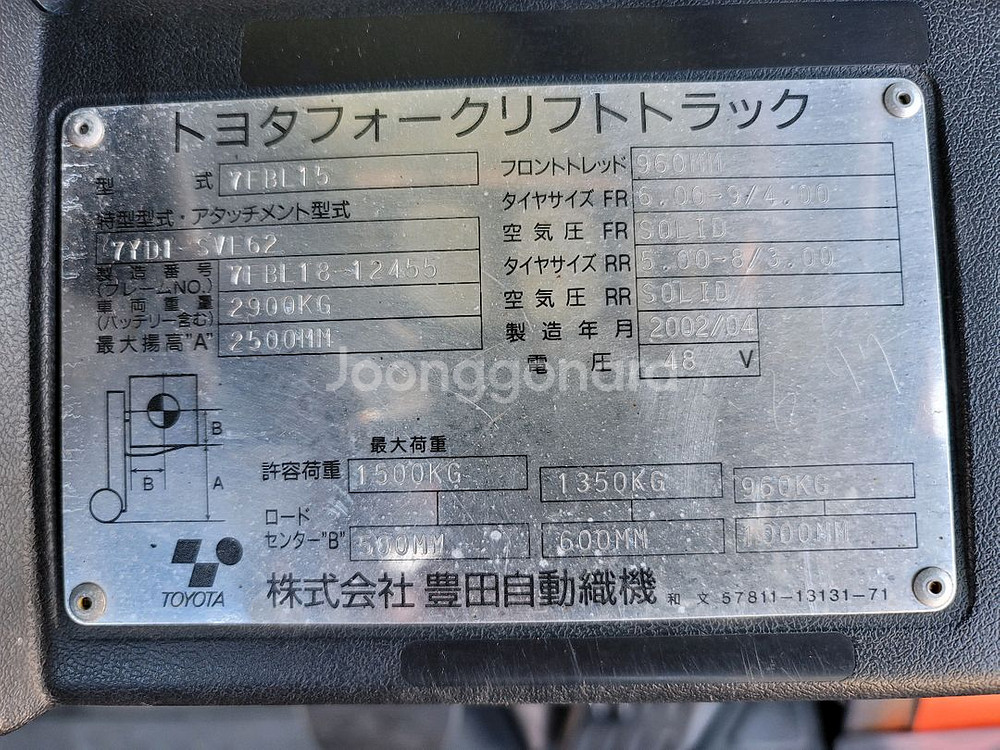 トヨタフォークリフトトラック
型 式 7FBL15
特型型式・アタッチメント型式
7YD1 SVF62
製造番号 (フレームNO.) 7FBL18-12455
車両重量 (バッテリー含む) 2900KG
最大揚高"A" 2500MM
フロントトレッド 960MM
タイヤサイズ FR 6.00-9/4.00
空気圧 FR SOLID
タイヤサイズ RR 5.00-8/3.00
空気圧 RR SOLID
製造年月 2002/04
電圧 48 V
Joonggonara
B
B A
最大荷重
許容荷重 1500KG 1350KG 960KG
ロードセンター"B" 500MM 600MM 1000MM
TOYOTA 株式会社 豊田自動織機 和 文 57811-13131-71